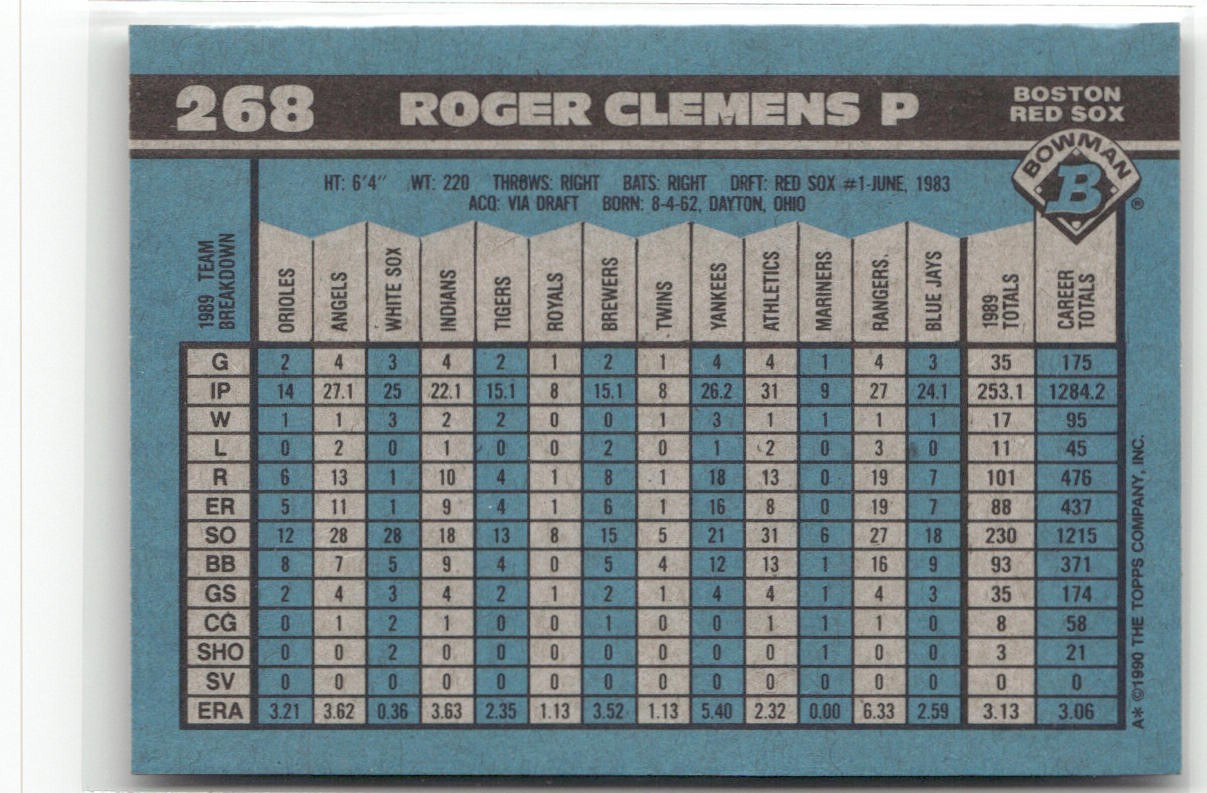 268 ROGER CLEMENS P BOSTON RED SOX
BOWMAN
B
®
HT: 6'4" WT: 220 THROWS: RIGHT BATS: RIGHT DRFT: RED SOX #1-JUNE, 1983
ACQ: VIA DRAFT BORN: 8-4-62, DAYTON, OHIO
1989 TEAM BREAKDOWN ORIOLES ANGELS WHITE SOX INDIANS TIGERS ROYALS BREWERS TWINS YANKEES ATHLETICS MARINERS RANGERS. BLUE JAYS 1989 TOTALS CAREER TOTALS
G 2 4 3 4 2 1 2 1 4 4 1 4 3 35 175
IP 14 27.1 25 22.1 15.1 8 15.1 8 26.2 31 9 27 24.1 253.1 1284.2
W 1 1 3 2 2 0 0 1 3 1 1 1 1 17 95
L 0 2 0 1 0 0 2 0 1 2 0 3 0 11 45
R 6 13 1 10 4 1 8 1 18 13 0 19 7 101 476
ER 5 11 1 9 4 1 6 1 16 8 0 19 7 88 437
SO 12 28 28 18 13 8 15 5 21 31 6 27 18 230 1215
BB 8 7 5 9 4 0 5 4 12 13 1 16 9 93 371
GS 2 4 3 4 2 1 2 1 4 4 1 4 3 35 174
CG 0 1 2 1 0 0 1 0 0 1 1 1 0 8 58
SHO 0 0 2 0 0 0 0 0 0 0 1 0 0 3 21
SV 0 0 0 0 0 0 0 0 0 0 0 0 0 0 0
ERA 3.21 3.62 0.36 3.63 2.35 1.13 3.52 1.13 5.40 2.32 0.00 6.33 2.59 3.13 3.06
A* ©1990 THE TOPPS COMPANY, INC.